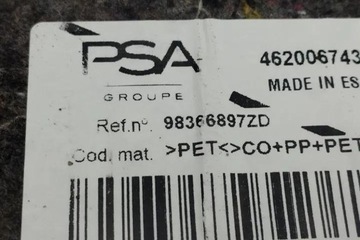 PSA
GROUPE
462006743
MADE IN ES
Ref.nº 98366897ZD
Cod. mat. >PET<>CO+PP+PET